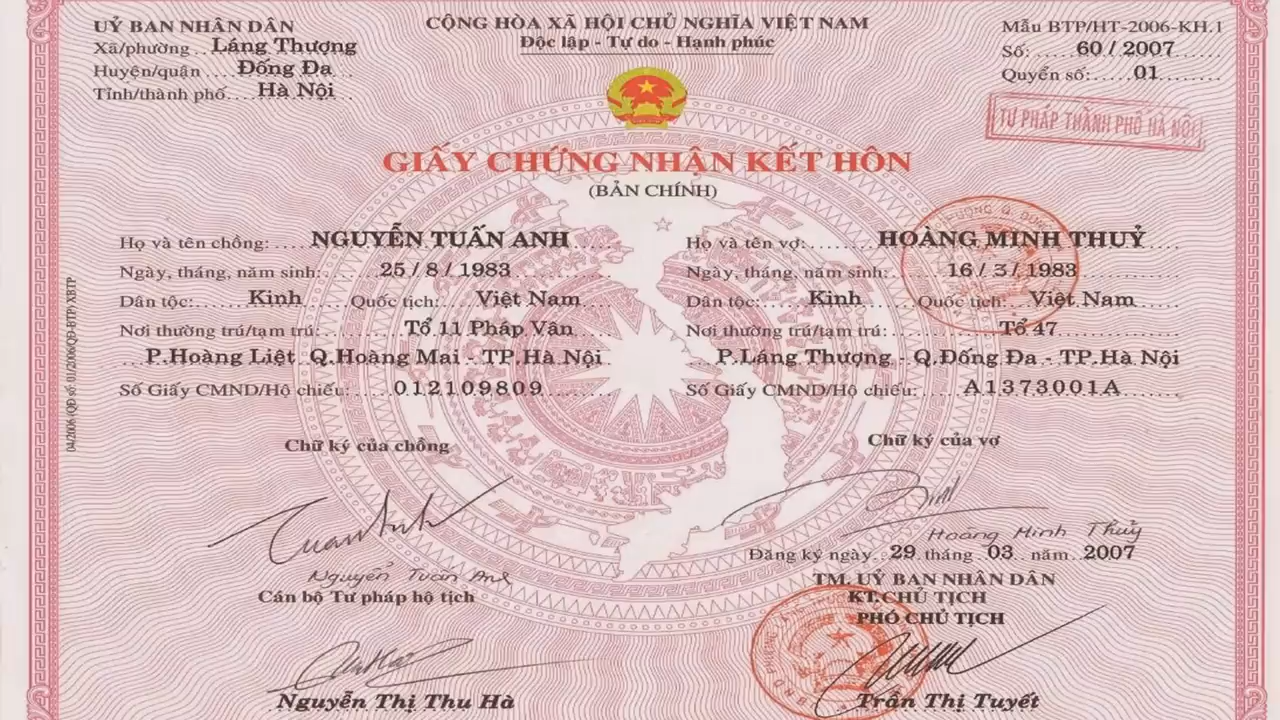 UỶ BAN NHÂN DÂN
Xã/phường Láng Thượng
Huyện/quận Đống Đa
Tỉnh/thành phố Hà Nội
CỘNG HÒA XÃ HỘI CHỦ NGHĨA VIỆT NAM
Độc lập - Tự do - Hạnh phúc
Mẫu BTP/HT-2006-KH.1
Số: 60 / 2007
Quyển số: 01
TƯ PHÁP THÀNH PHỐ HÀ NỘI
GIẤY CHỨNG NHẬN KẾT HÔN
(BẢN CHÍNH)
Họ và tên chồng: NGUYỄN TUẤN ANH
Ngày, tháng, năm sinh: 25 / 8 / 1983
Dân tộc: Kinh Quốc tịch: Việt Nam
Nơi thường trú/tạm trú: Tổ 11 Pháp Vân
P.Hoàng Liệt Q.Hoàng Mai - TP.Hà Nội
Số Giấy CMND/Hộ chiếu: 012109809
Chữ ký của chồng
Họ và tên vợ: HOÀNG MINH THUỶ
Ngày, tháng, năm sinh: 16 / 3 / 1983
Dân tộc: Kinh Quốc tịch: Việt Nam
Nơi thường trú/tạm trú: Tổ 47
P.Láng Thượng - Q.Đống Đa - TP.Hà Nội
Số Giấy CMND/Hộ chiếu: A1373001A
Chữ ký của vợ
TuanAnh
Nguyễn Tuấn Anh
Hoàng Minh Thuỷ
Đăng ký ngày 29 tháng 03 năm 2007
Cán bộ Tư pháp hộ tịch
TM. UỶ BAN NHÂN DÂN
KT.CHỦ TỊCH
PHÓ CHỦ TỊCH
Nguyễn Thị Thu Hà
Trần Thị Tuyết